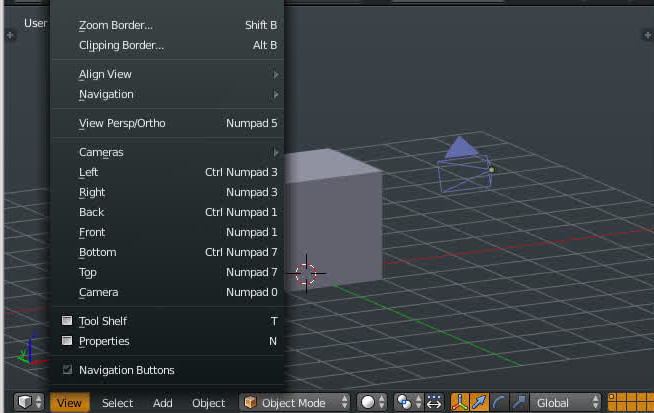 User
Zoom Border... Shift B
Clipping Border... Alt B
Align View
Navigation
View Persp/Ortho Numpad 5
Cameras
Left Ctrl Numpad 3
Right Numpad 3
Back Ctrl Numpad 1
Front Numpad 1
Bottom Ctrl Numpad 7
Top Numpad 7
Camera Numpad 0
Tool Shelf T
Properties N
Navigation Buttons
y
View Select Add Object Object Mode Global